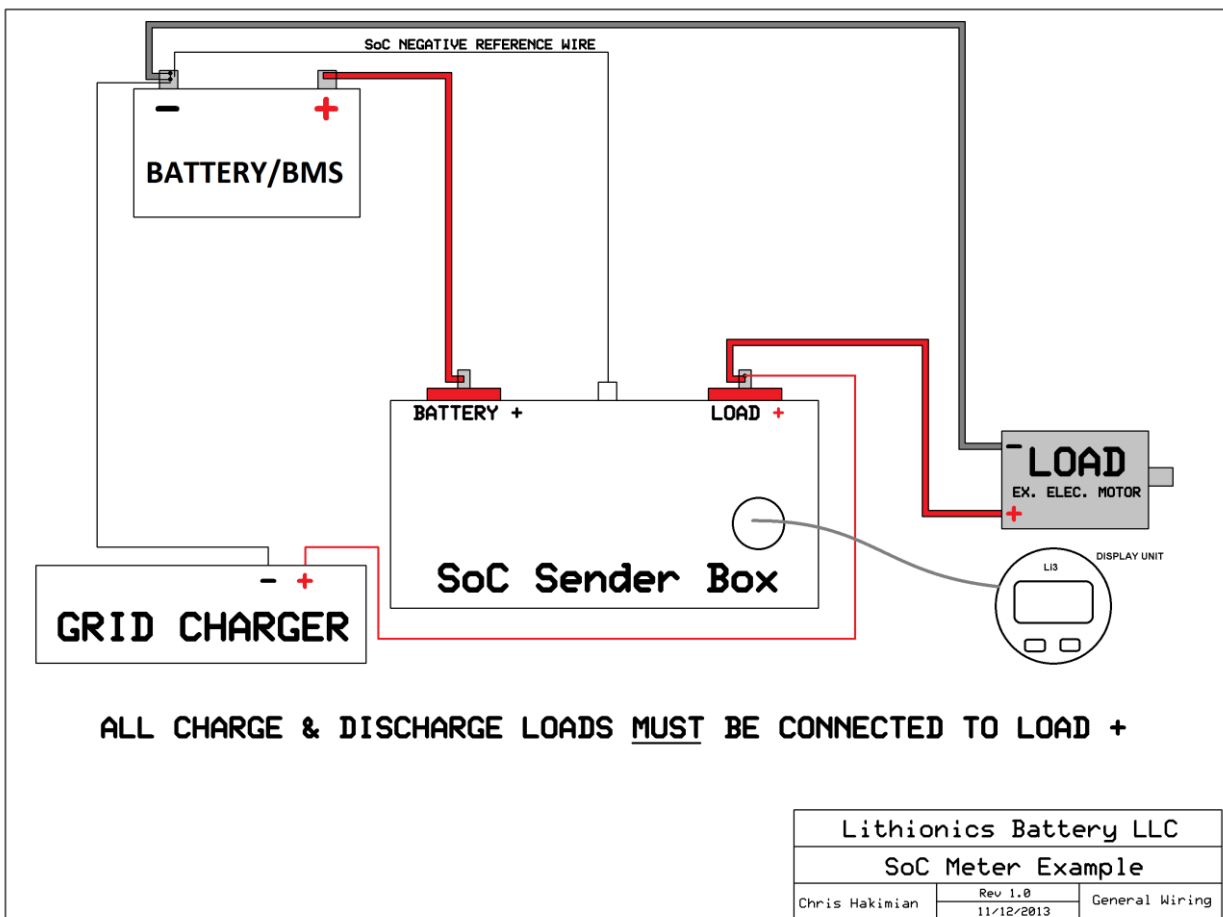 SoC NEGATIVE REFERENCE WIRE
- +
BATTERY/BMS
BATTERY +
LOAD +
-
LOAD
EX. ELEC. MOTOR
+
DISPLAY UNIT
Li3
SoC Sender Box
- +
GRID CHARGER
ALL CHARGE & DISCHARGE LOADS MUST BE CONNECTED TO LOAD +
Lithionics Battery LLC
SoC Meter Example
Chris Hakimian
Rev 1.0
11/12/2013
General Wiring